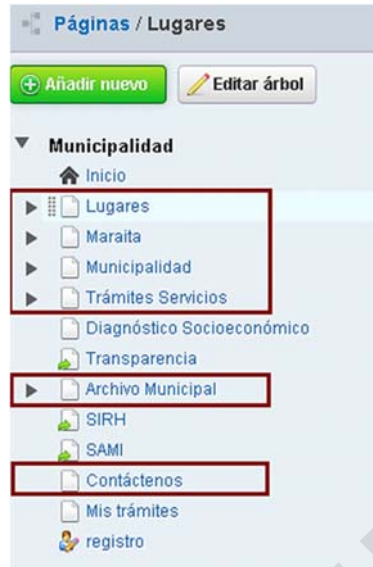 Páginas / Lugares
Añadir nuevo Editar árbol
Municipalidad
Inicio
Lugares
Maraita
Municipalidad
Trámites Servicios
Diagnóstico Socioeconómico
Transparencia
Archivo Municipal
SIRH
SAMI
Contáctenos
Mis trámites
registro